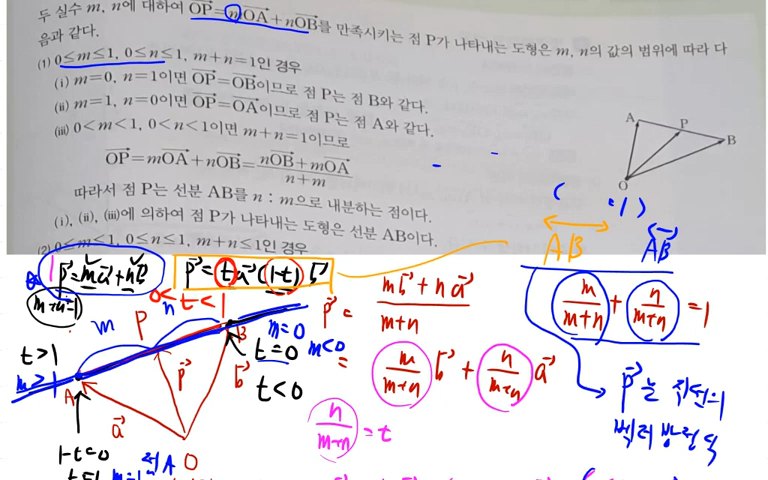 두 실수 m, n에 대하여 OP=mOA+nOB를 만족시키는 점 P가 나타내는 도형은 m, n의 값의 범위에 따라 다
음과 같다.
(1) 0≤m≤1, 0≤n≤1, m+n=1인 경우
(i) m=0, n=1이면 OP=OB이므로 점 P는 점 B와 같다.
(ii) m=1, n=0이면 OP=OA이므로 점 P는 점 A와 같다.
(iii) 0<m<1, 0<n<1이면 m+n=1이므로
OP=mOA+nOB=(nOB+mOA)/(n+m)
따라서 점 P는 선분 AB를 n : m으로 내분하는 점이다.
(i), (ii), (iii)에 의하여 점 P가 나타내는 도형은 선분 AB이다.
(2) 0≤m≤1, 0≤n≤1, m+n≤1인 경우
A P B
O
( :1)
AB AB
p=ma+nb
p=ta+(1-t)b
m+n=1
0<t<1
m P n
t>1
m>1
A
B
m=0
t=0
m<0
t<0
a p b
O
1-t=0
t=1 m=1 점A
p=(mb+na)/(m+n)
=(m/(m+n))b+(n/(m+n))a
n/(m+n)=t
m/(m+n)+n/(m+n)=1
p는 직선의
벡터 방정식